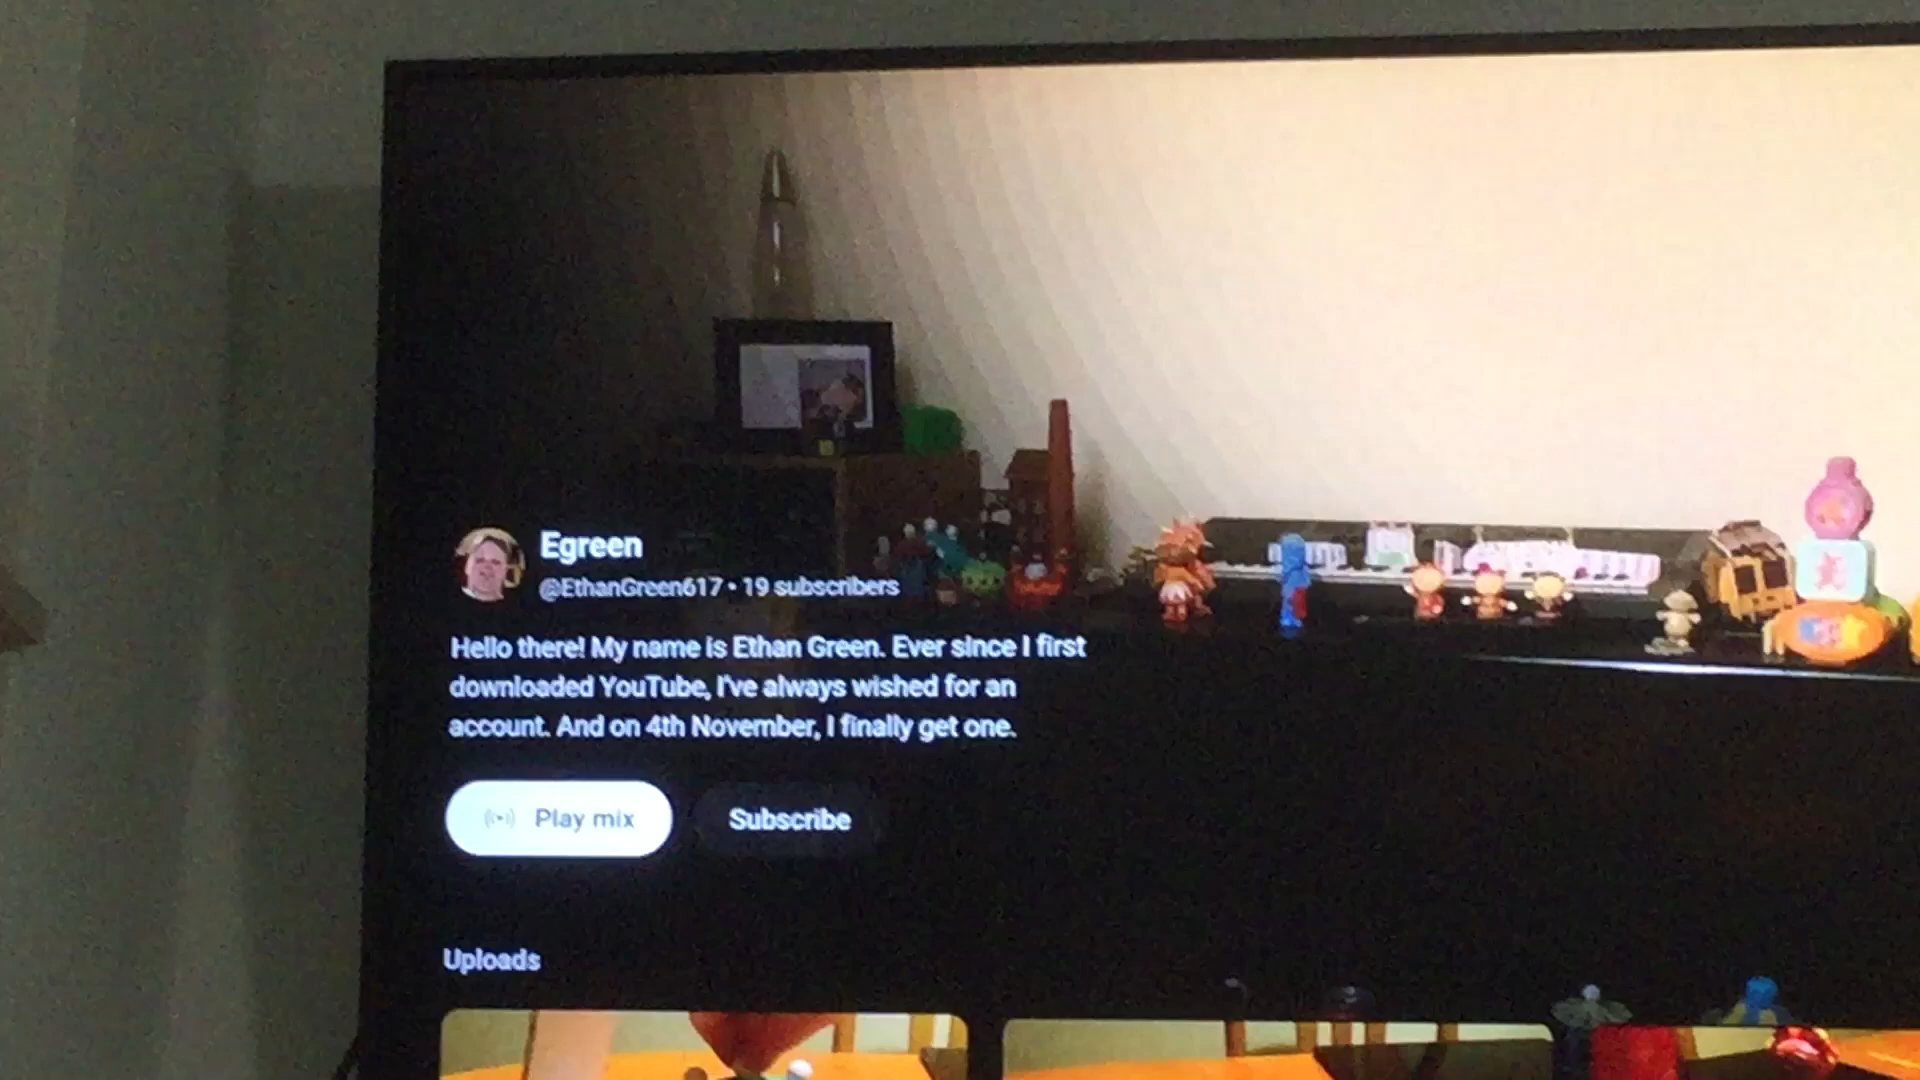 Egreen
@EthanGreen617 • 19 subscribers
Hello there! My name is Ethan Green. Ever since I first
downloaded YouTube, I've always wished for an
account. And on 4th November, I finally get one.
Play mix
Subscribe
Uploads